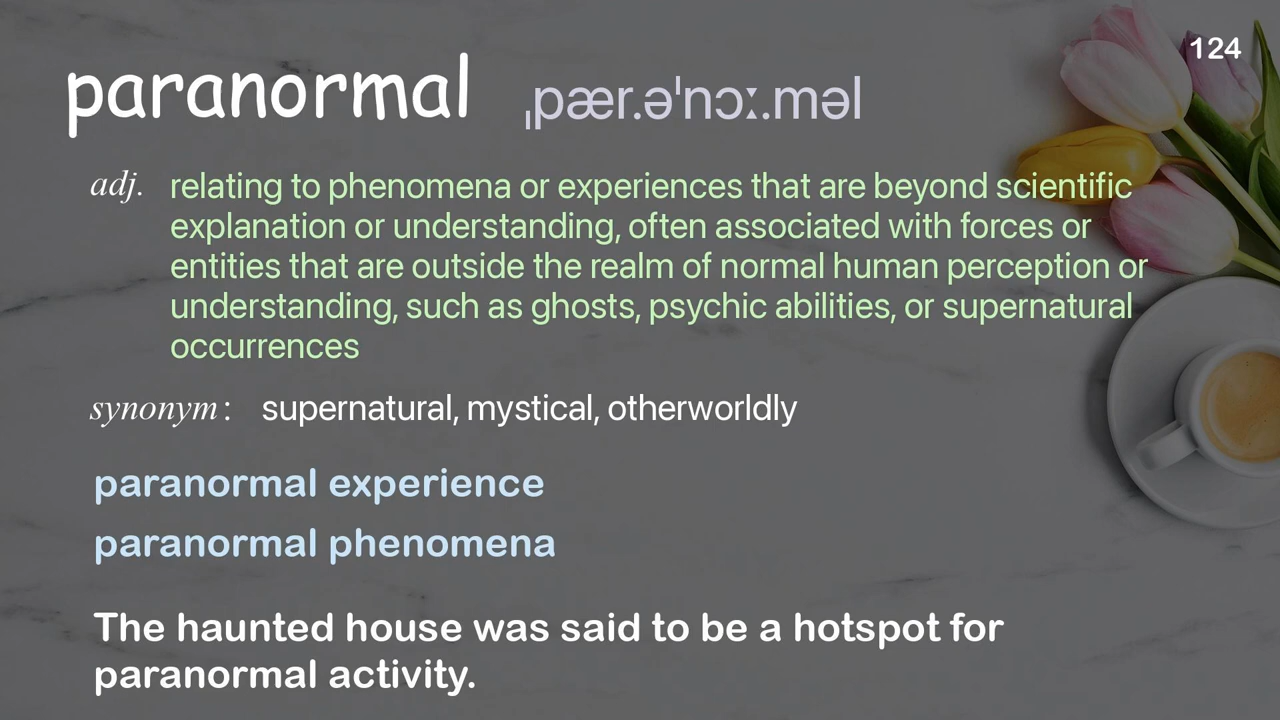 124
paranormal ˌpær.əˈnɔː.məl
adj. relating to phenomena or experiences that are beyond scientific
explanation or understanding, often associated with forces or
entities that are outside the realm of normal human perception or
understanding, such as ghosts, psychic abilities, or supernatural
occurrences
synonym: supernatural, mystical, otherworldly
paranormal experience
paranormal phenomena
The haunted house was said to be a hotspot for
paranormal activity.